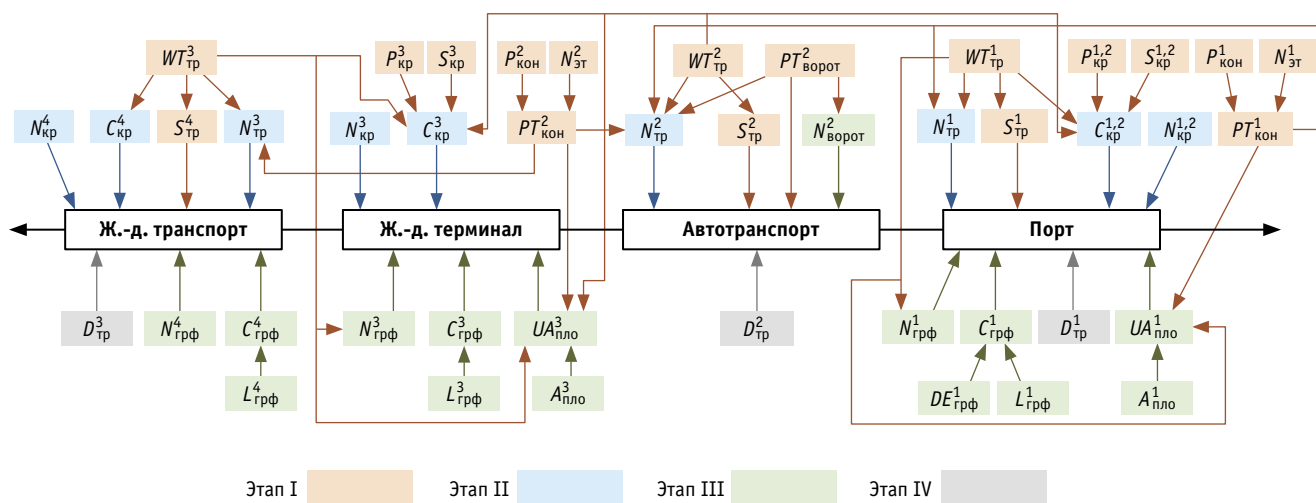 WT³тр P³кр S³кр P²кон N²эт WT²тр PT²ворот WT¹тр P¹,²кр S¹,²кр P¹кон N¹эт
N⁴кр C⁴кр S⁴тр N³тр N³кр C³кр PT²кон N²тр S²тр N²ворот N¹тр S¹тр C¹,²кр N¹,²кр PT¹кон
Ж.-д. транспорт Ж.-д. терминал Автотранспорт Порт
D³тр N⁴грф C⁴грф N³грф C³грф UA³пло D²тр N¹грф C¹грф D¹тр UA¹пло
L⁴грф L³грф A³пло DE¹грф L¹грф A¹пло
Этап I Этап II Этап III Этап IV